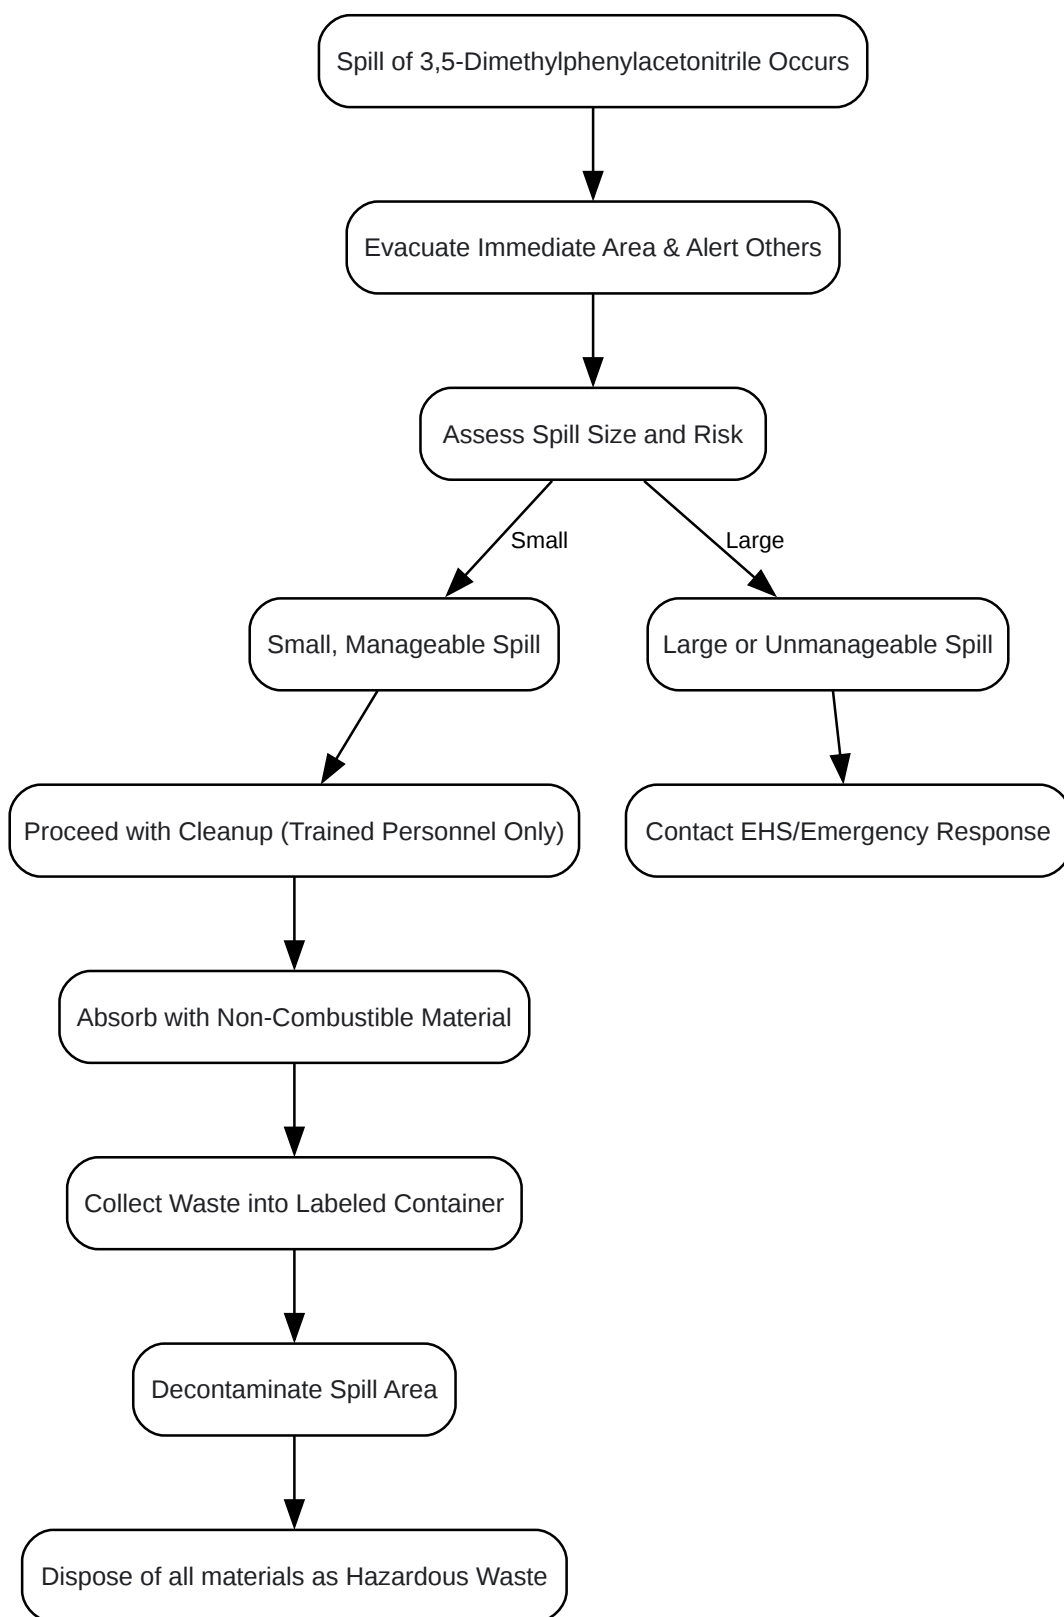 Spill of 3,5-Dimethylphenylacetonitrile Occurs
Evacuate Immediate Area & Alert Others
Assess Spill Size and Risk
Small
Large
Small, Manageable Spill
Large or Unmanageable Spill
Proceed with Cleanup (Trained Personnel Only)
Contact EHS/Emergency Response
Absorb with Non-Combustible Material
Collect Waste into Labeled Container
Decontaminate Spill Area
Dispose of all materials as Hazardous Waste